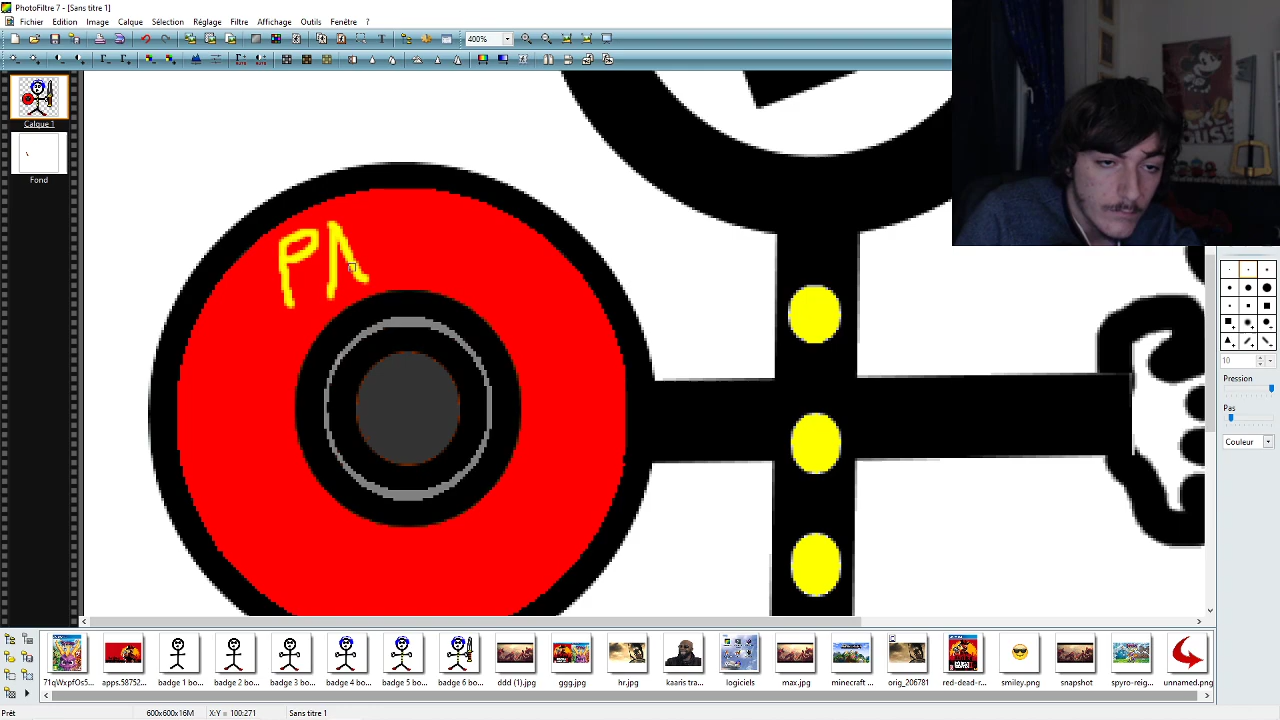 PhotoFiltre 7 - [Sans titre 1]
Fichier Edition Image Calque Sélection Réglage Filtre Affichage Outils Fenêtre ?
400%
Calque 1
Fond
PA
10
Pression
Pas
Couleur
71qWxpfOs5... apps.58752... badge 1 bo... badge 2 bo... badge 3 bo... badge 4 bo... badge 5 bo... badge 6 bo... ddd (1).jpg ggg.jpg hr.jpg kaaris tra... logiciels max.jpg minecraft ... orig_206781 red-dead-r... smiley.png snapshot spyro-reig... unnamed.png
Prêt 600x600x16M X:Y = 100:271 Sans titre 1